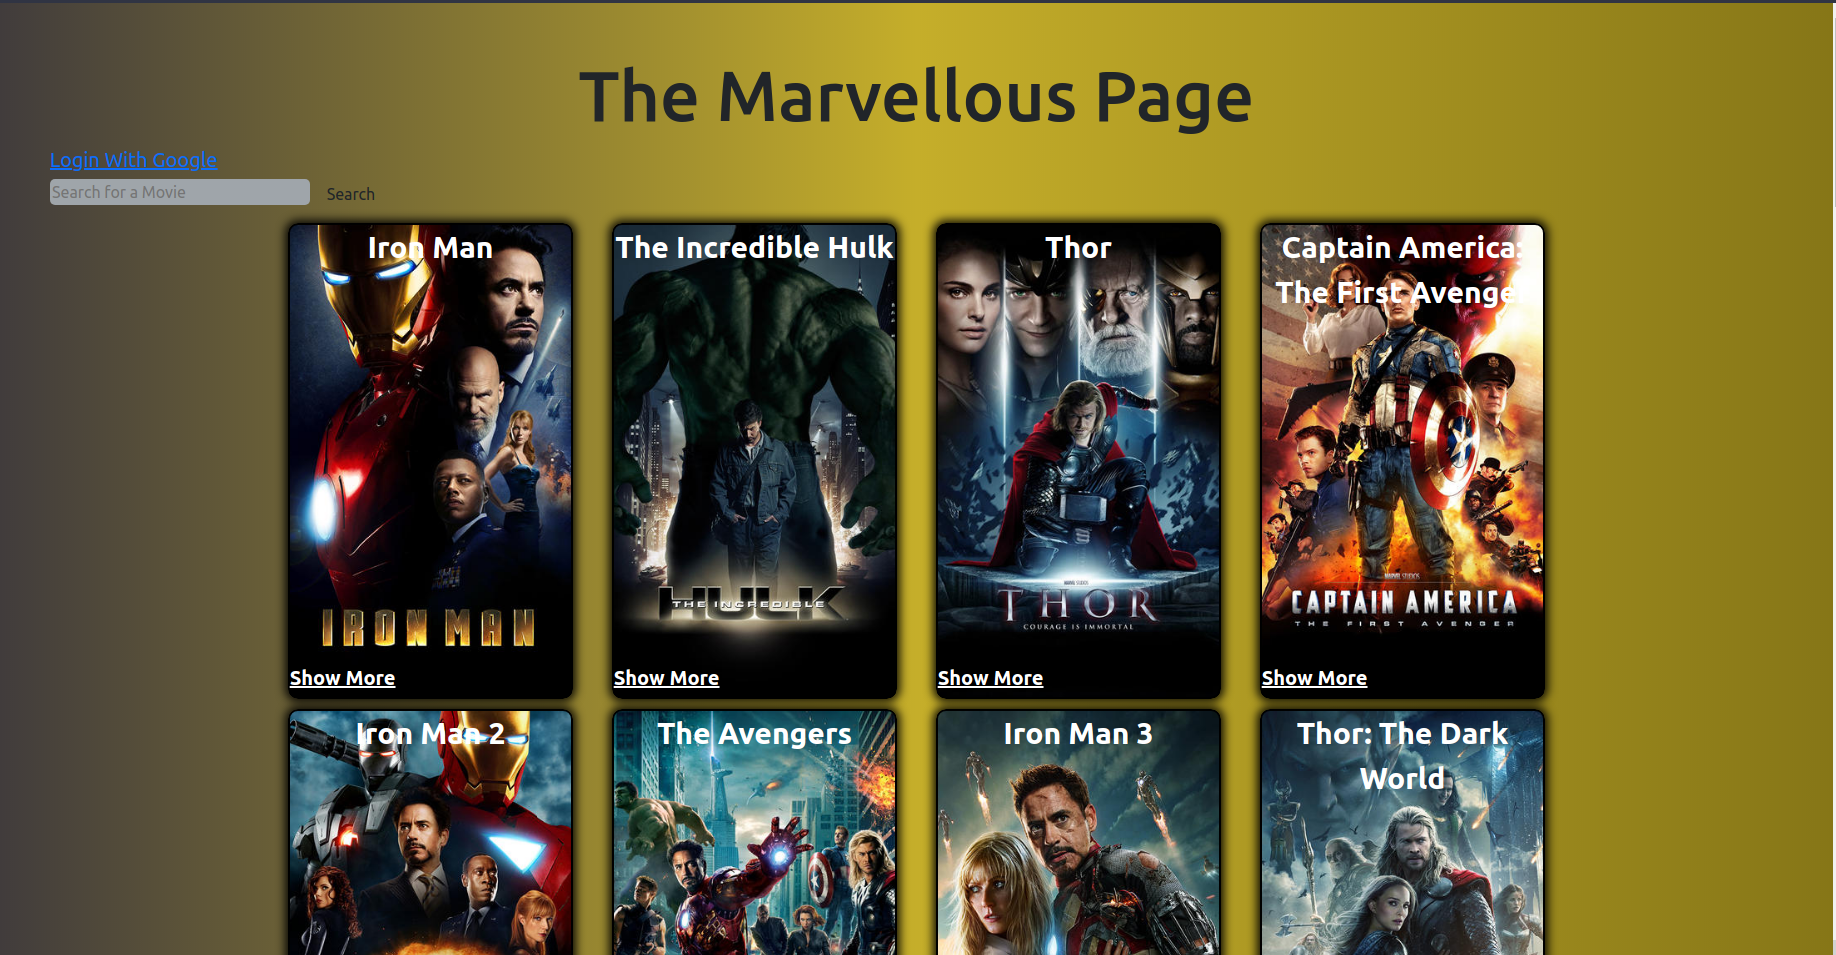 The Marvellous Page
Login With Google
Search for a Movie
Search
Iron Man
IRON MAN
Show More
The Incredible Hulk
THE INCREDIBLE
HULK
Show More
Thor
MARVEL STUDIOS
THOR
COURAGE IS IMMORTAL
Show More
Captain America:
The First Avenger
MARVEL STUDIOS
CAPTAIN AMERICA
THE FIRST AVENGER
Show More
Iron Man 2
The Avengers
Iron Man 3
Thor: The Dark
World